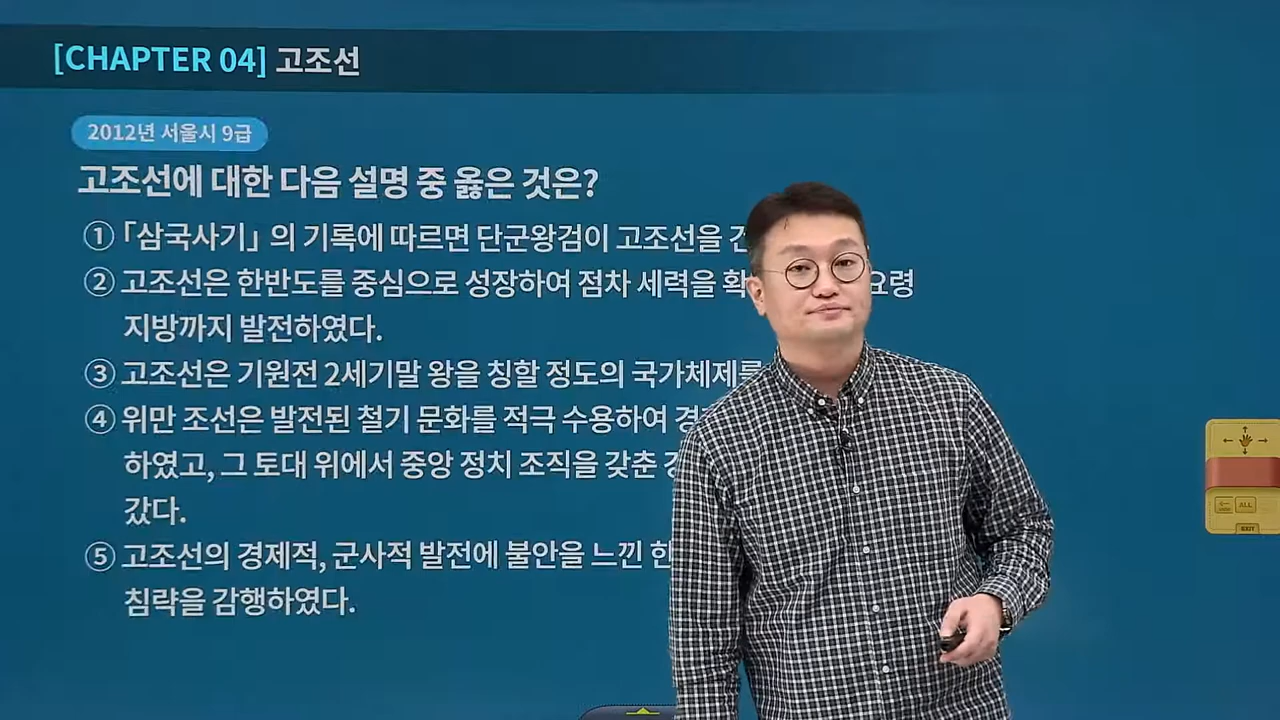 [CHAPTER 04] 고조선
2012년 서울시 9급
고조선에 대한 다음 설명 중 옳은 것은?
① 「삼국사기」의 기록에 따르면 단군왕검이 고조선을
② 고조선은 한반도를 중심으로 성장하여 점차 세력을 요령
지방까지 발전하였다.
③ 고조선은 기원전 2세기말 왕을 칭할 정도의 국가체제를
④ 위만 조선은 발전된 철기 문화를 적극 수용하여
하였고, 그 토대 위에서 중앙 정치 조직을 갖춘
갔다.
⑤ 고조선의 경제적, 군사적 발전에 불안을 느낀
침략을 감행하였다.
ALL
EXIT